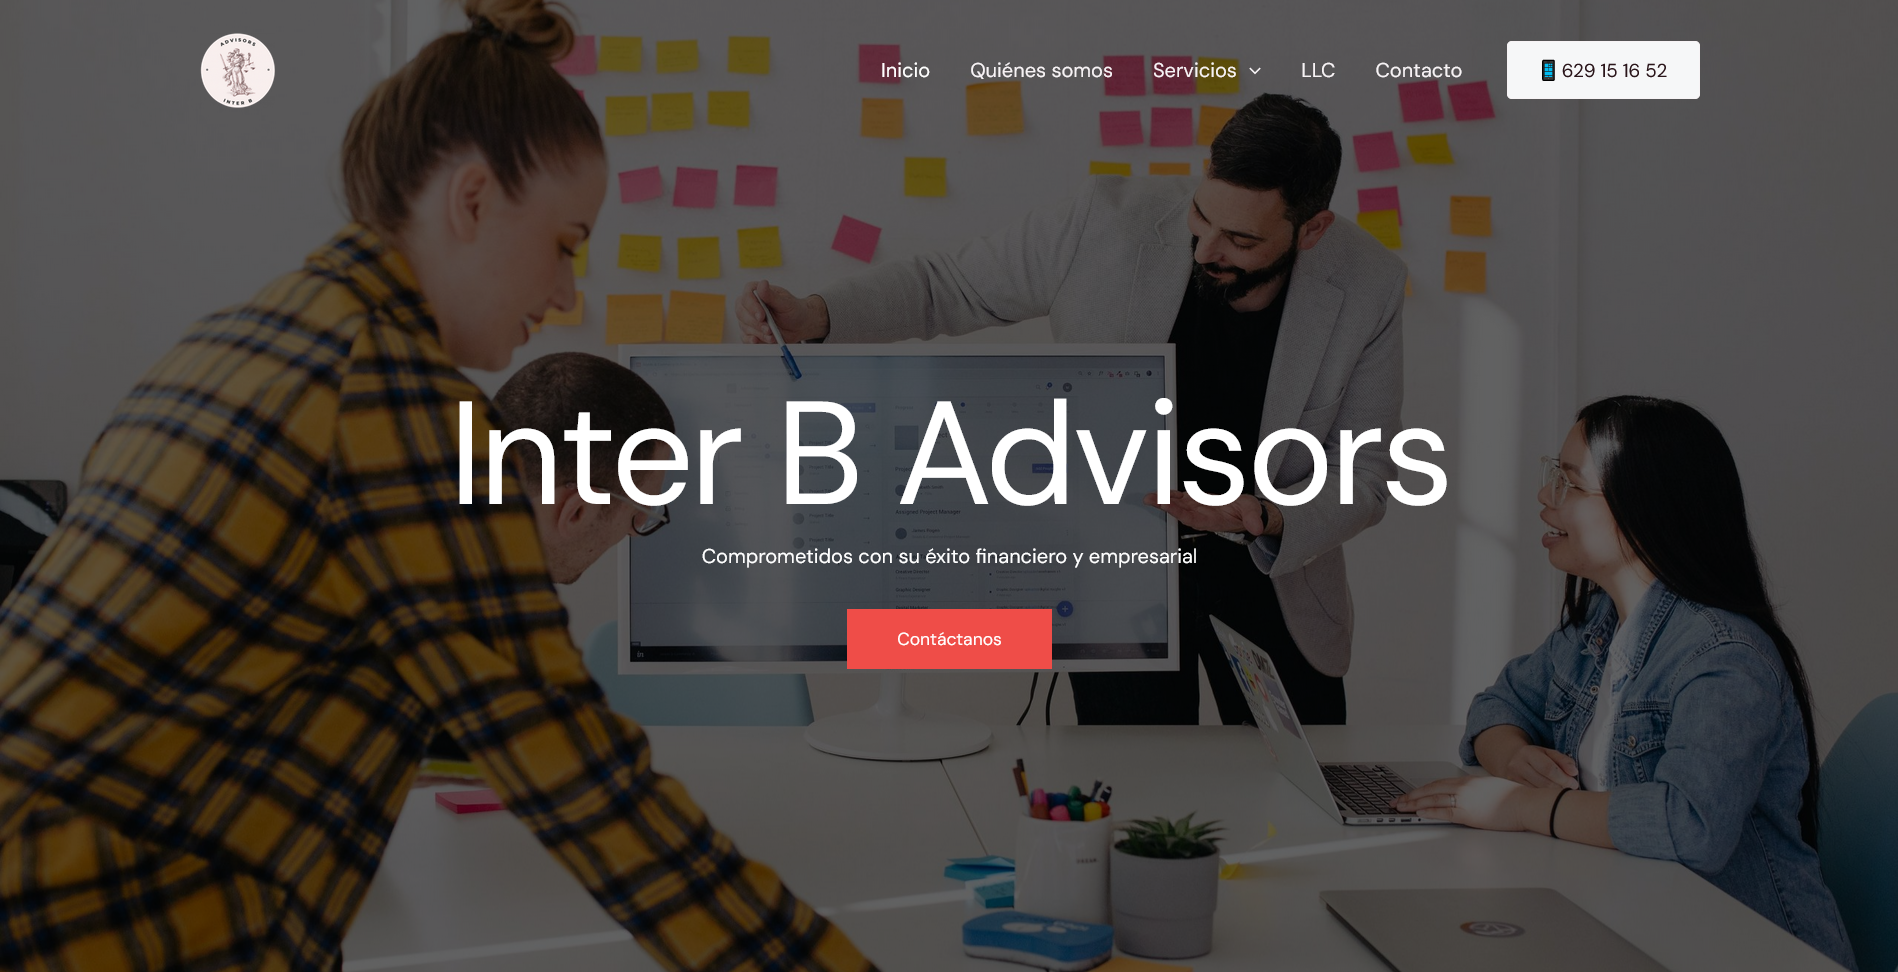 ADVISORS
INTER B
Inicio
Quiénes somos
Servicios
LLC
Contacto
629 15 16 52
Inter B Advisors
Comprometidos con su éxito financiero y empresarial
Contáctanos